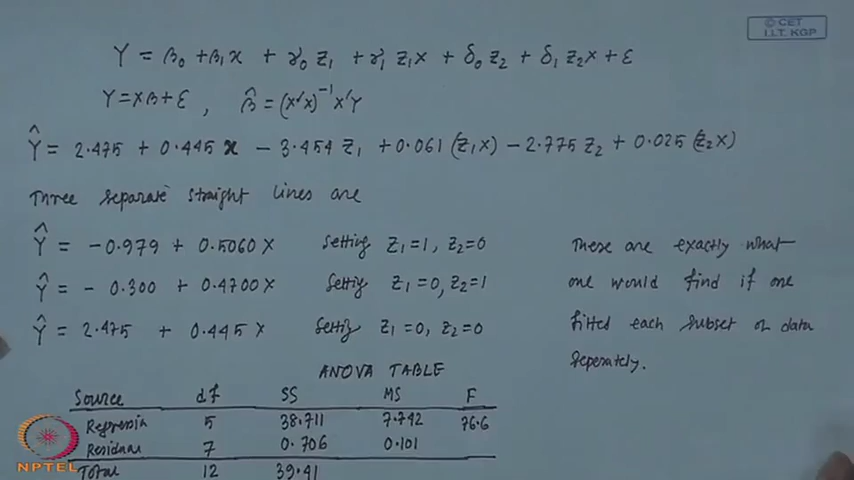 © CET
I.I.T. KGP
Y = β₀ + β₁x + γ₀ z₁ + γ₁ z₁x + δ₀ z₂ + δ₁ z₂x + ε
Y = Xβ + ε , β̂ = (X'X)⁻¹ X'Y
Ŷ = 2.475 + 0.445 x − 3.454 z₁ + 0.061 (z₁x) − 2.775 z₂ + 0.025 (z₂x)
Three separate straight lines are
Ŷ = −0.979 + 0.5060 x Setting z₁=1, z₂=0
Ŷ = − 0.300 + 0.4700 x Settig z₁=0, z₂=1
Ŷ = 2.475 + 0.445 x Settig z₁=0, z₂=0
These are exactly what
one would find if one
fitted each subset of data
seperately.
ANOVA TABLE
Source df SS MS F
Regression 5 38.711 7.742 76.6
Residual 7 0.706 0.101
Total 12 39.41
NPTEL